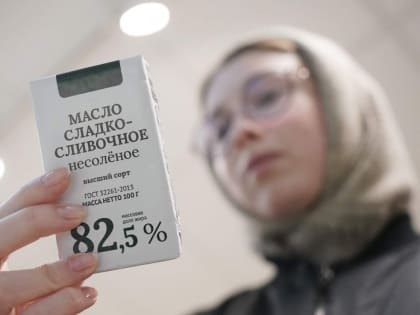 МАСЛО
СЛАДКО-
СЛИВОЧНОЕ
несолёное
высший сорт
ГОСТ 32261-2013
МАССА НЕТТО 100 Г
82,5 %
массовая
доля жира